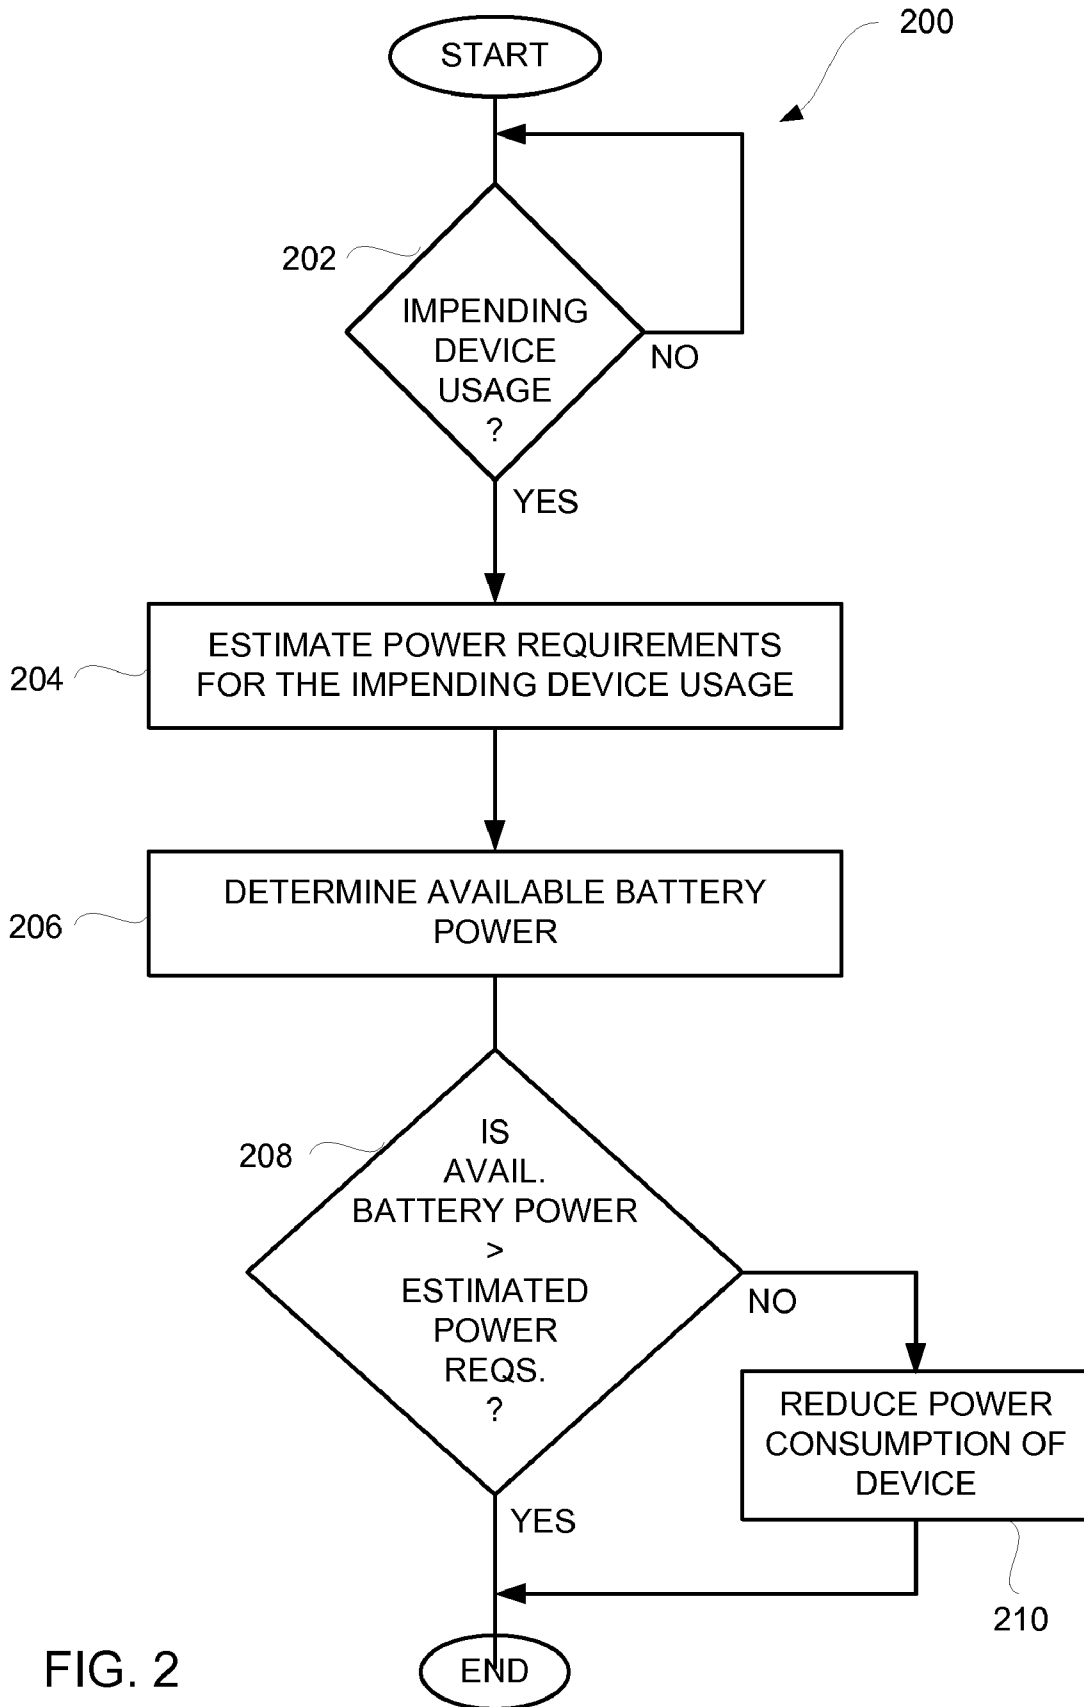 START
200
202
IMPENDING
DEVICE
USAGE
?
NO
YES
204
ESTIMATE POWER REQUIREMENTS
FOR THE IMPENDING DEVICE USAGE
206
DETERMINE AVAILABLE BATTERY
POWER
208
IS
AVAIL.
BATTERY POWER
>
ESTIMATED
POWER
REQS.
?
NO
REDUCE POWER
CONSUMPTION OF
DEVICE
YES
210
END
FIG. 2